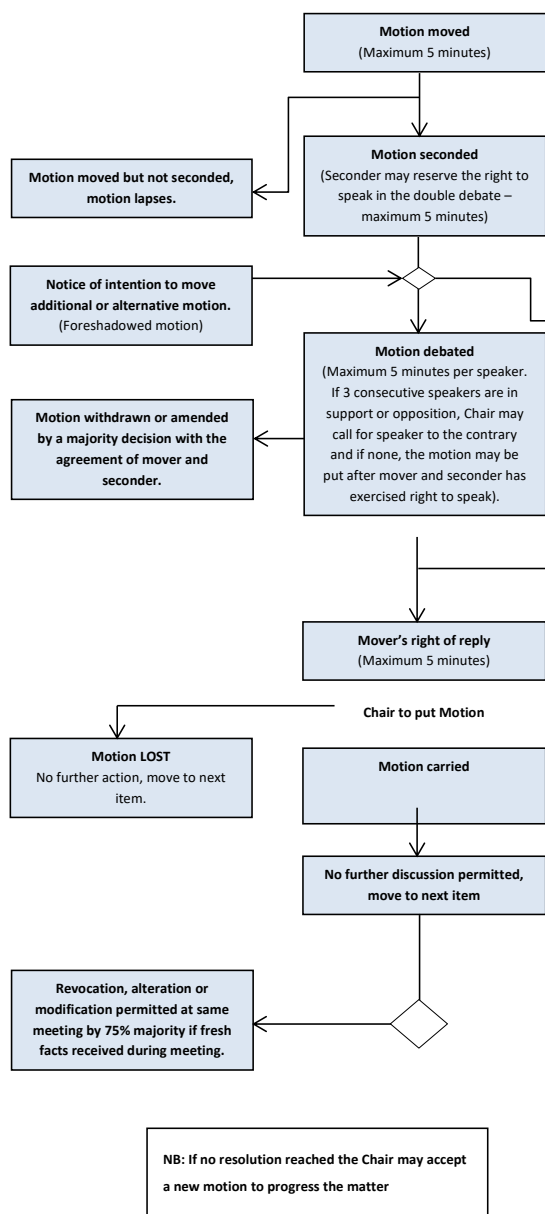 Motion moved
(Maximum 5 minutes)
Motion seconded
(Seconder may reserve the right to
speak in the double debate –
maximum 5 minutes)
Motion moved but not seconded,
motion lapses.
Notice of intention to move
additional or alternative motion.
(Foreshadowed motion)
Motion debated
(Maximum 5 minutes per speaker.
If 3 consecutive speakers are in
support or opposition, Chair may
call for speaker to the contrary
and if none, the motion may be
put after mover and seconder has
exercised right to speak).
Motion withdrawn or amended
by a majority decision with the
agreement of mover and
seconder.
Mover’s right of reply
(Maximum 5 minutes)
Chair to put Motion
Motion LOST
No further action, move to next
item.
Motion carried
No further discussion permitted,
move to next item
Revocation, alteration or
modification permitted at same
meeting by 75% majority if fresh
facts received during meeting.
NB: If no resolution reached the Chair may accept
a new motion to progress the matter